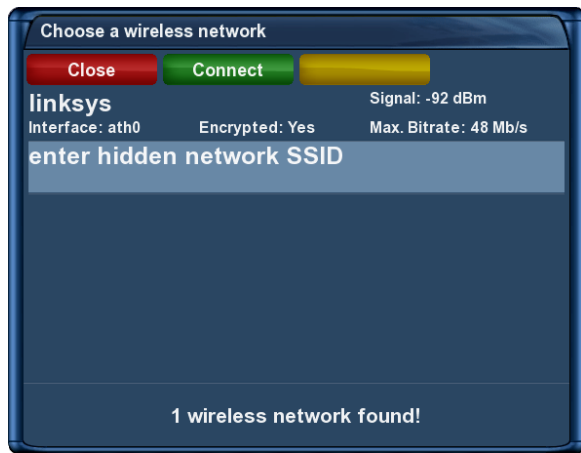 Choose a wireless network
Close Connect
linksys Signal: -92 dBm
Interface: ath0 Encrypted: Yes Max. Bitrate: 48 Mb/s
enter hidden network SSID
1 wireless network found!